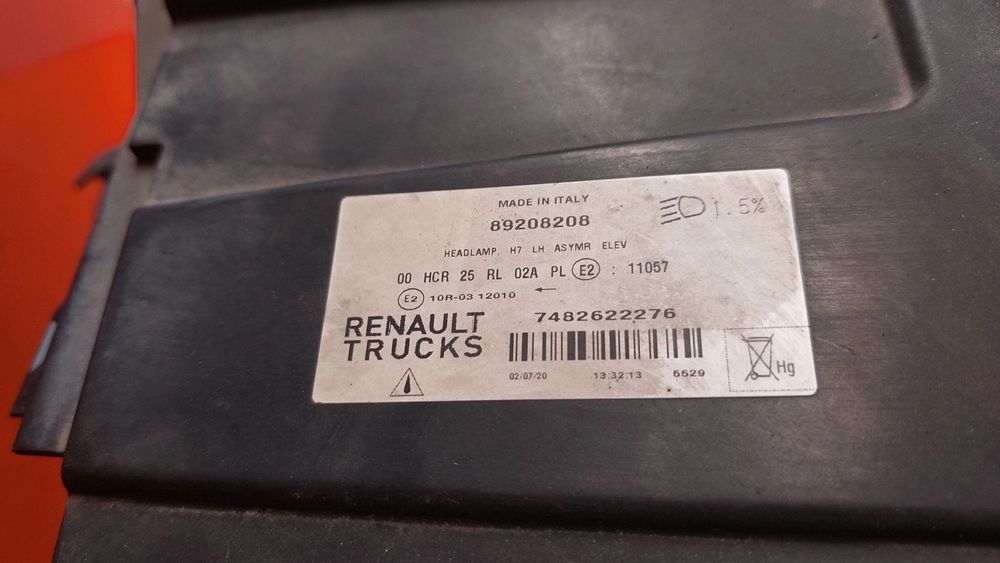 MADE IN ITALY
89208208
1.5%
HEADLAMP, H7 LH ASYMR ELEV
00 HCR 25 RL 02A PL E2 : 11057
E2 10R-03 12010
RENAULT
TRUCKS
7482622276
02/07/20 13:32:13 5529
Hg